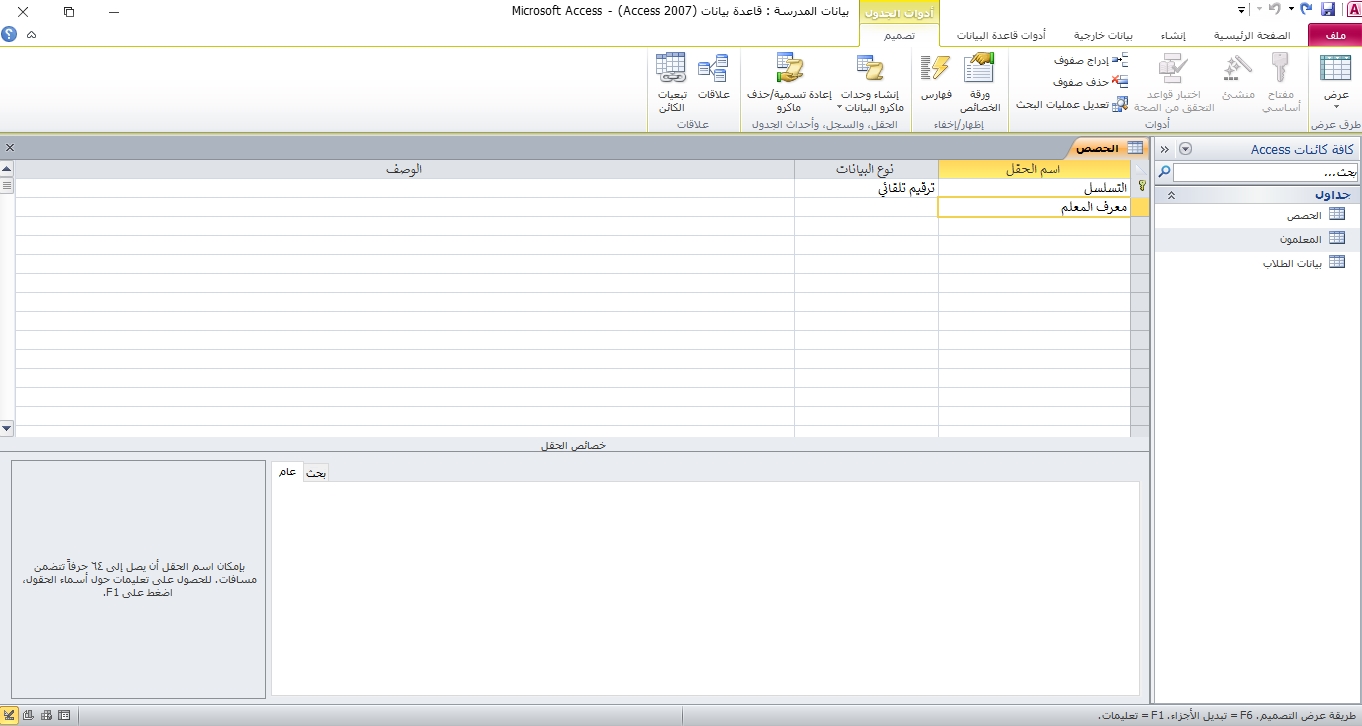 بيانات المدرسة : قاعدة بيانات (Access 2007) - Microsoft Access
أدوات الجدول
ملف
الصفحة الرئيسية
إنشاء
بيانات خارجية
أدوات قاعدة البيانات
تصميم
عرض
مفتاح أساسي
منشئ
اختبار قواعد التحقق من الصحة
إدراج صفوف
حذف صفوف
تعديل عمليات البحث
ورقة الخصائص
فهارس
إنشاء وحدات ماكرو البيانات
إعادة تسمية/حذف ماكرو
علاقات
تبعيات الكائن
طرق عرض
أدوات
إظهار/إخفاء
الحقل، والسجل، وأحداث الجدول
علاقات
كافة كائنات Access
بحث...
جداول
الحصص
المعلمون
بيانات الطلاب
الحصص
اسم الحقل
نوع البيانات
الوصف
التسلسل
ترقيم تلقائي
معرف المعلم
خصائص الحقل
عام
بحث
بإمكان اسم الحقل أن يصل إلى ٦٤ حرفاً تتضمن
مسافات. للحصول على تعليمات حول أسماء الحقول،
اضغط على F1.
طريقة عرض التصميم. F6 = تبديل الأجزاء. F1 = تعليمات.